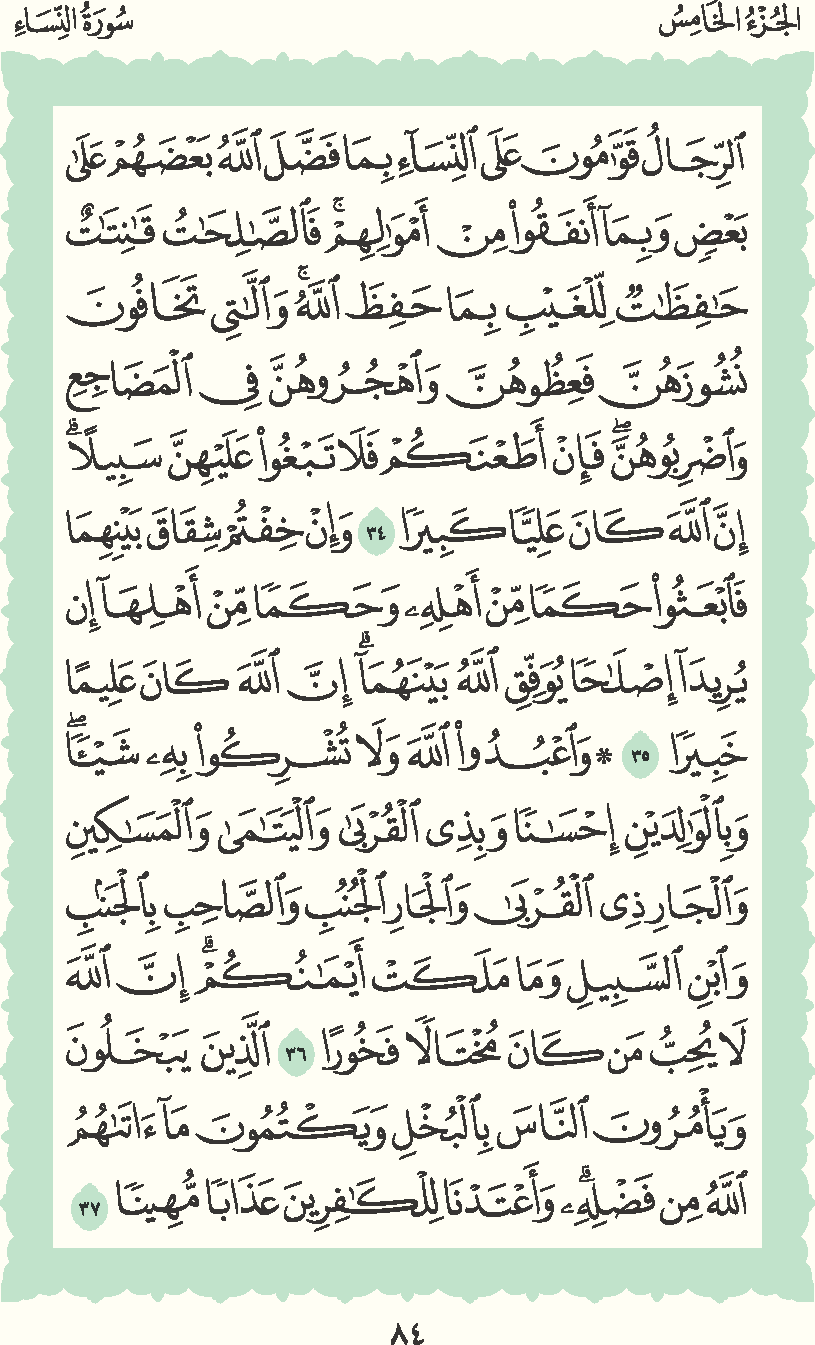 سُورَةُ النِّسَاءِ
الجُزْءُ الخَامِسُ
ٱلرِّجَالُ قَوَّٰمُونَ عَلَى ٱلنِّسَآءِ بِمَا فَضَّلَ ٱللَّهُ بَعْضَهُمْ عَلَىٰ
بَعْضٍ وَبِمَآ أَنفَقُواْ مِنْ أَمْوَٰلِهِمْۚ فَٱلصَّٰلِحَٰتُ قَٰنِتَٰتٌ
حَٰفِظَٰتٌ لِّلْغَيْبِ بِمَا حَفِظَ ٱللَّهُۚ وَٱلَّٰتِى تَخَافُونَ
نُشُوزَهُنَّ فَعِظُوهُنَّ وَٱهْجُرُوهُنَّ فِى ٱلْمَضَاجِعِ
وَٱضْرِبُوهُنَّۖ فَإِنْ أَطَعْنَكُمْ فَلَا تَبْغُواْ عَلَيْهِنَّ سَبِيلًاۗ
إِنَّ ٱللَّهَ كَانَ عَلِيًّا كَبِيرًا ٣٤ وَإِنْ خِفْتُمْ شِقَاقَ بَيْنِهِمَا
فَٱبْعَثُواْ حَكَمًا مِّنْ أَهْلِهِۦ وَحَكَمًا مِّنْ أَهْلِهَآ إِن
يُرِيدَآ إِصْلَٰحًا يُوَفِّقِ ٱللَّهُ بَيْنَهُمَآۗ إِنَّ ٱللَّهَ كَانَ عَلِيمًا
خَبِيرًا ٣٥ * وَٱعْبُدُواْ ٱللَّهَ وَلَا تُشْرِكُواْ بِهِۦ شَيْـًٔاۖ
وَبِٱلْوَٰلِدَيْنِ إِحْسَٰنًا وَبِذِى ٱلْقُرْبَىٰ وَٱلْيَتَٰمَىٰ وَٱلْمَسَٰكِينِ
وَٱلْجَارِ ذِى ٱلْقُرْبَىٰ وَٱلْجَارِ ٱلْجُنُبِ وَٱلصَّاحِبِ بِٱلْجَنۢبِ
وَٱبْنِ ٱلسَّبِيلِ وَمَا مَلَكَتْ أَيْمَٰنُكُمْۗ إِنَّ ٱللَّهَ
لَا يُحِبُّ مَن كَانَ مُخْتَالًا فَخُورًا ٣٦ ٱلَّذِينَ يَبْخَلُونَ
وَيَأْمُرُونَ ٱلنَّاسَ بِٱلْبُخْلِ وَيَكْتُمُونَ مَآ ءَاتَىٰهُمُ
ٱللَّهُ مِن فَضْلِهِۦۗ وَأَعْتَدْنَا لِلْكَٰفِرِينَ عَذَابًا مُّهِينًا ٣٧
٨٤